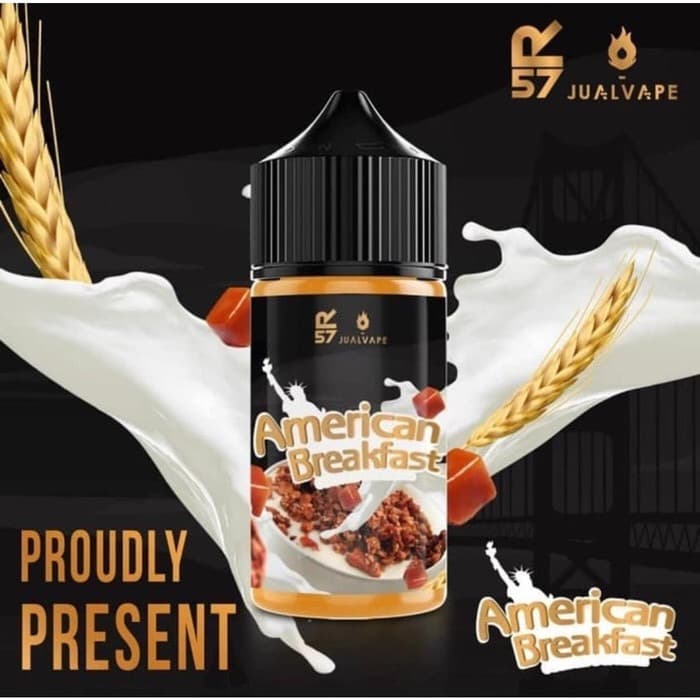 R
57 JUALVAPE
R
57 JUALVAPE
American
Breakfast
PROUDLY
PRESENT
American
Breakfast